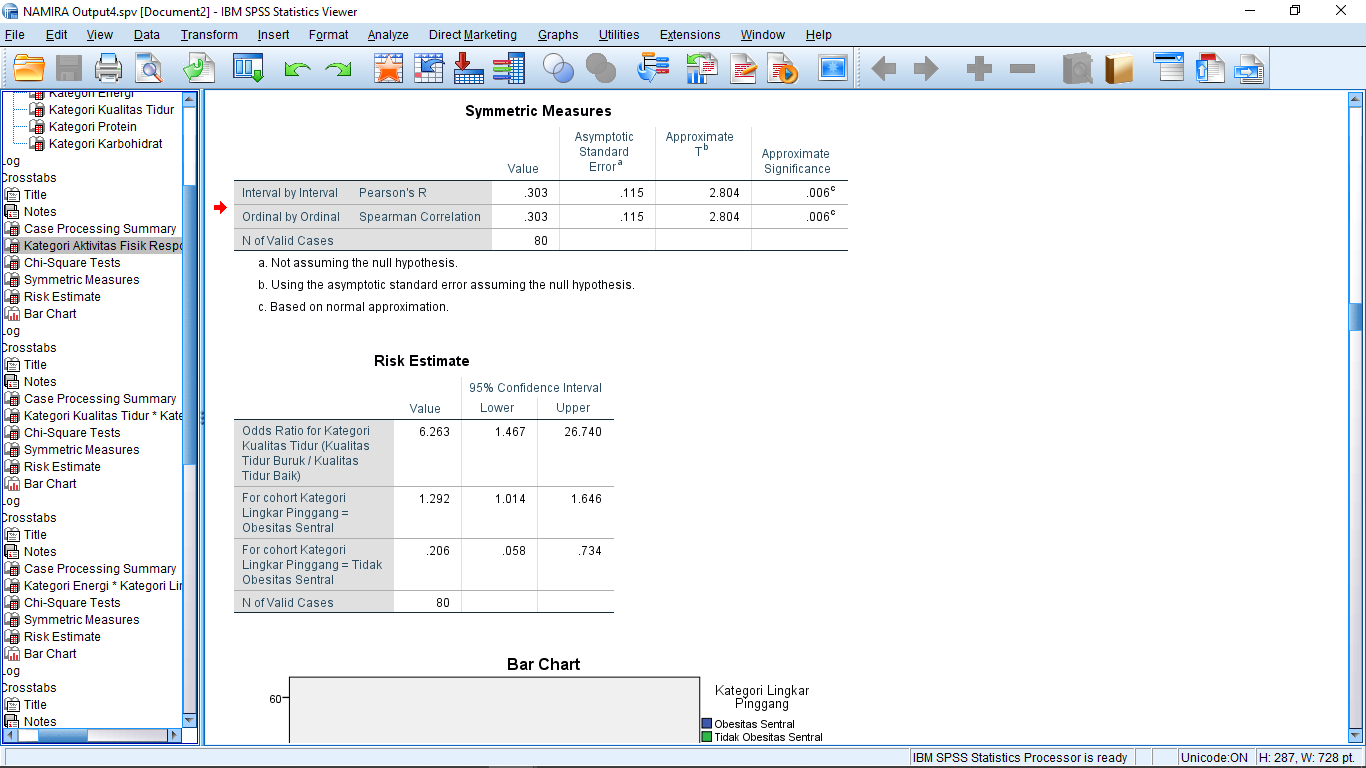 NAMIRA Output4.spv [Document2] - IBM SPSS Statistics Viewer
File Edit View Data Transform Insert Format Analyze Direct Marketing Graphs Utilities Extensions Window Help
Kategori Energi
Kategori Kualitas Tidur
Kategori Protein
Kategori Karbohidrat
Log
Crosstabs
Title
Notes
Case Processing Summary
Kategori Aktivitas Fisik Respo
Chi-Square Tests
Symmetric Measures
Risk Estimate
Bar Chart
Log
Crosstabs
Title
Notes
Case Processing Summary
Kategori Kualitas Tidur * Kate
Chi-Square Tests
Symmetric Measures
Risk Estimate
Bar Chart
Log
Crosstabs
Title
Notes
Case Processing Summary
Kategori Energi * Kategori Lin
Chi-Square Tests
Symmetric Measures
Risk Estimate
Bar Chart
Log
Crosstabs
Title
Notes
Symmetric Measures
Value Asymptotic Standard Error^a Approximate T^b Approximate Significance
Interval by Interval Pearson's R .303 .115 2.804 .006^c
Ordinal by Ordinal Spearman Correlation .303 .115 2.804 .006^c
N of Valid Cases 80
a. Not assuming the null hypothesis.
b. Using the asymptotic standard error assuming the null hypothesis.
c. Based on normal approximation.
Risk Estimate
95% Confidence Interval
Value Lower Upper
Odds Ratio for Kategori 6.263 1.467 26.740
Kualitas Tidur (Kualitas
Tidur Buruk / Kualitas
Tidur Baik)
For cohort Kategori 1.292 1.014 1.646
Lingkar Pinggang =
Obesitas Sentral
For cohort Kategori .206 .058 .734
Lingkar Pinggang = Tidak
Obesitas Sentral
N of Valid Cases 80
Bar Chart
60
Kategori Lingkar
Pinggang
Obesitas Sentral
Tidak Obesitas Sentral
IBM SPSS Statistics Processor is ready Unicode:ON H: 287, W: 728 pt.